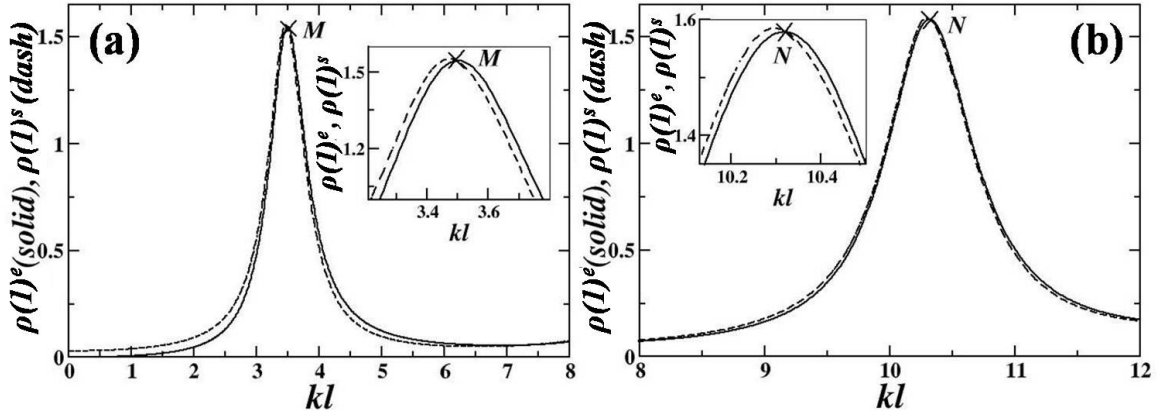 (a)
ρ(1)^e (solid), ρ(1)^s (dash)
1.5
1
0.5
0
M
ρ(1)^e , ρ(1)^s
1.5
1.2
M
3.4 3.6
kl
0 1 2 3 4 5 6 7 8
kl
(b)
ρ(1)^e (solid), ρ(1)^s (dash)
1.5
1
0.5
0
N
ρ(1)^e, ρ(1)^s
1.6
1.4
N
10.2 10.4
kl
8 9 10 11 12
kl